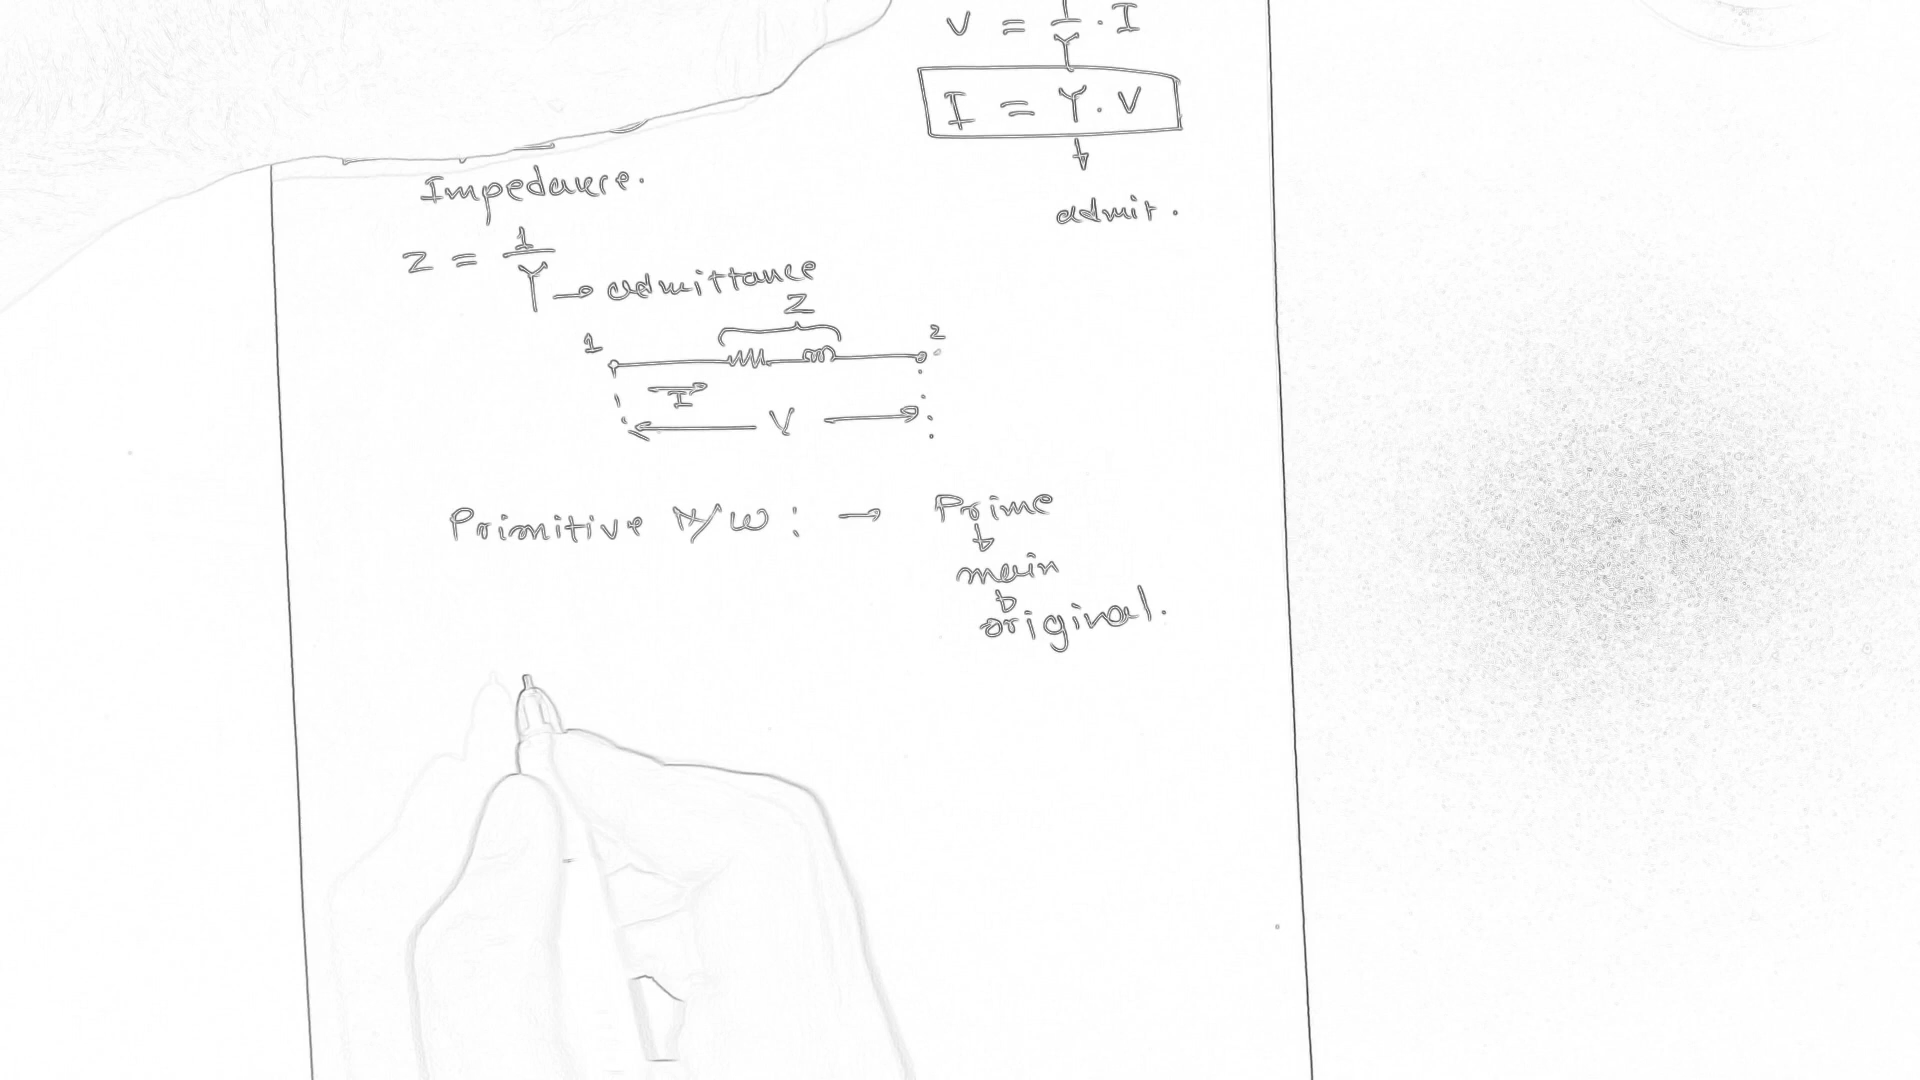 V = 1/Y . I
I = Y . V
admit.
Impedance.
Z = 1/Y → admittance
Z
1 2
I
V
Primitive N/W : → Prime
main
original.